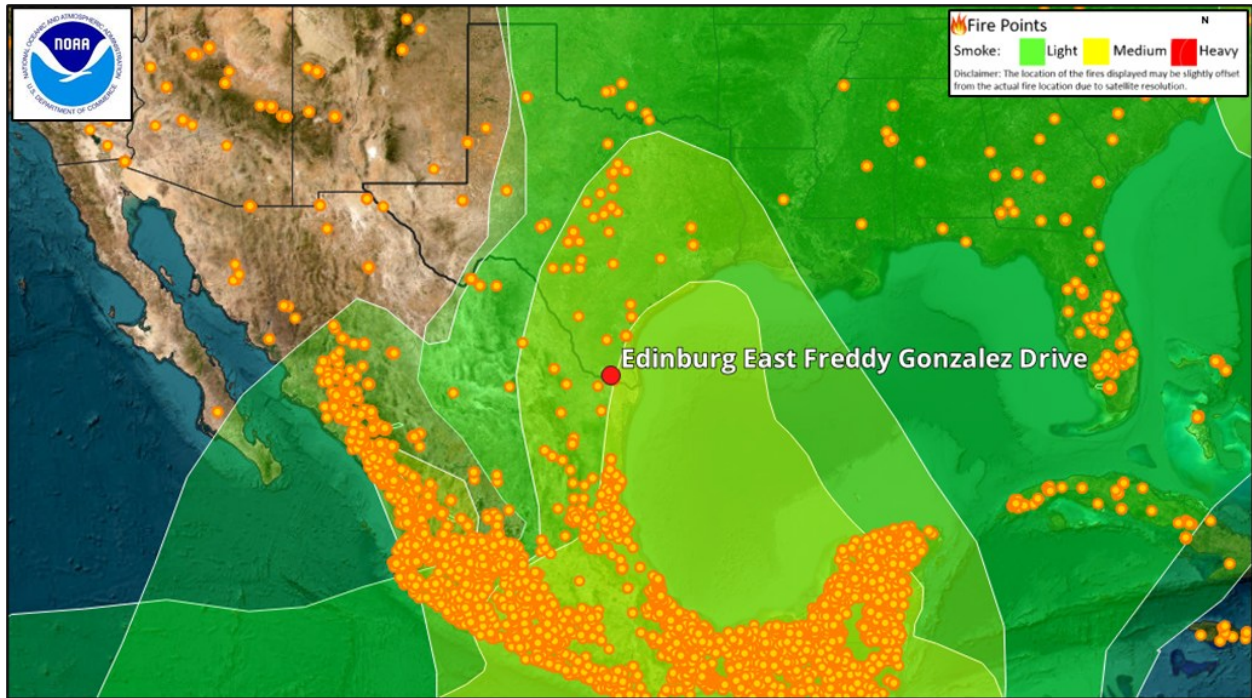 NATIONAL OCEANIC AND ATMOSPHERIC ADMINISTRATION
NOAA
U.S. DEPARTMENT OF COMMERCE
N
Fire Points
Smoke: Light Medium Heavy
Disclaimer: The location of the fires displayed may be slightly offset
from the actual fire location due to satellite resolution.
Edinburg East Freddy Gonzalez Drive